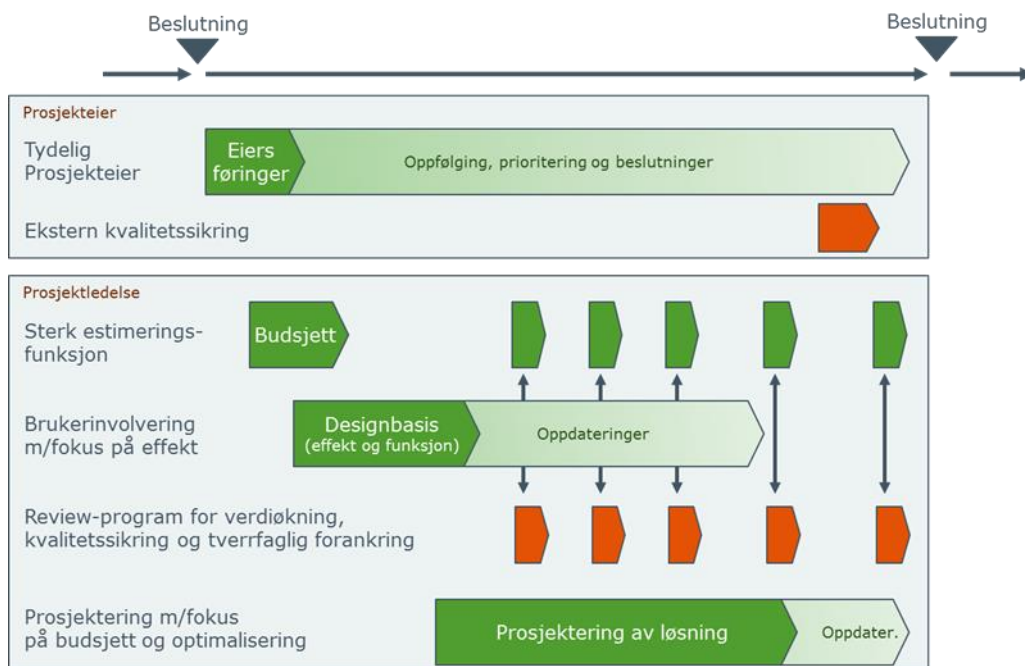 Beslutning
Beslutning
Prosjekteier
Tydelig
Prosjekteier
Eiers
føringer
Oppfølging, prioritering og beslutninger
Ekstern kvalitetssikring
Prosjektledelse
Sterk estimerings-
funksjon
Budsjett
Brukerinvolvering
m/fokus på effekt
Designbasis
(effekt og funksjon)
Oppdateringer
Review-program for verdiøkning,
kvalitetssikring og tverrfaglig forankring
Prosjektering m/fokus
på budsjett og optimalisering
Prosjektering av løsning
Oppdater.